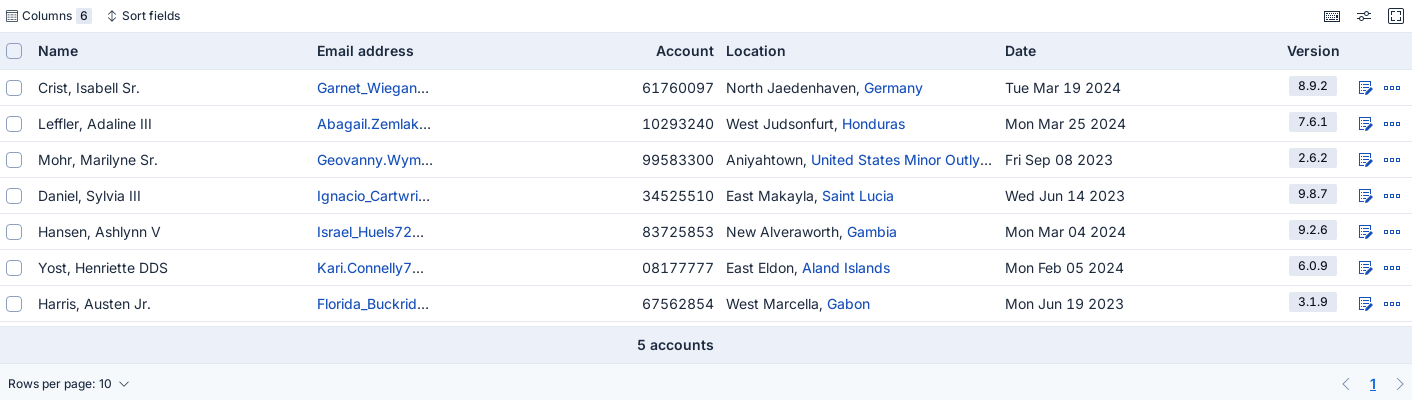 Columns 6 Sort fields
Name Email address Account Location Date Version
Crist, Isabell Sr. Garnet_Wiegan... 61760097 North Jaedenhaven, Germany Tue Mar 19 2024 8.9.2
Leffler, Adaline III Abagail.Zemlak... 10293240 West Judsonfurt, Honduras Mon Mar 25 2024 7.6.1
Mohr, Marilyne Sr. Geovanny.Wym... 99583300 Aniyahtown, United States Minor Outly... Fri Sep 08 2023 2.6.2
Daniel, Sylvia III Ignacio_Cartwri... 34525510 East Makayla, Saint Lucia Wed Jun 14 2023 9.8.7
Hansen, Ashlynn V Israel_Huels72... 83725853 New Alveraworth, Gambia Mon Mar 04 2024 9.2.6
Yost, Henriette DDS Kari.Connelly7... 08177777 East Eldon, Aland Islands Mon Feb 05 2024 6.0.9
Harris, Austen Jr. Florida_Buckrid... 67562854 West Marcella, Gabon Mon Jun 19 2023 3.1.9
5 accounts
Rows per page: 10 1